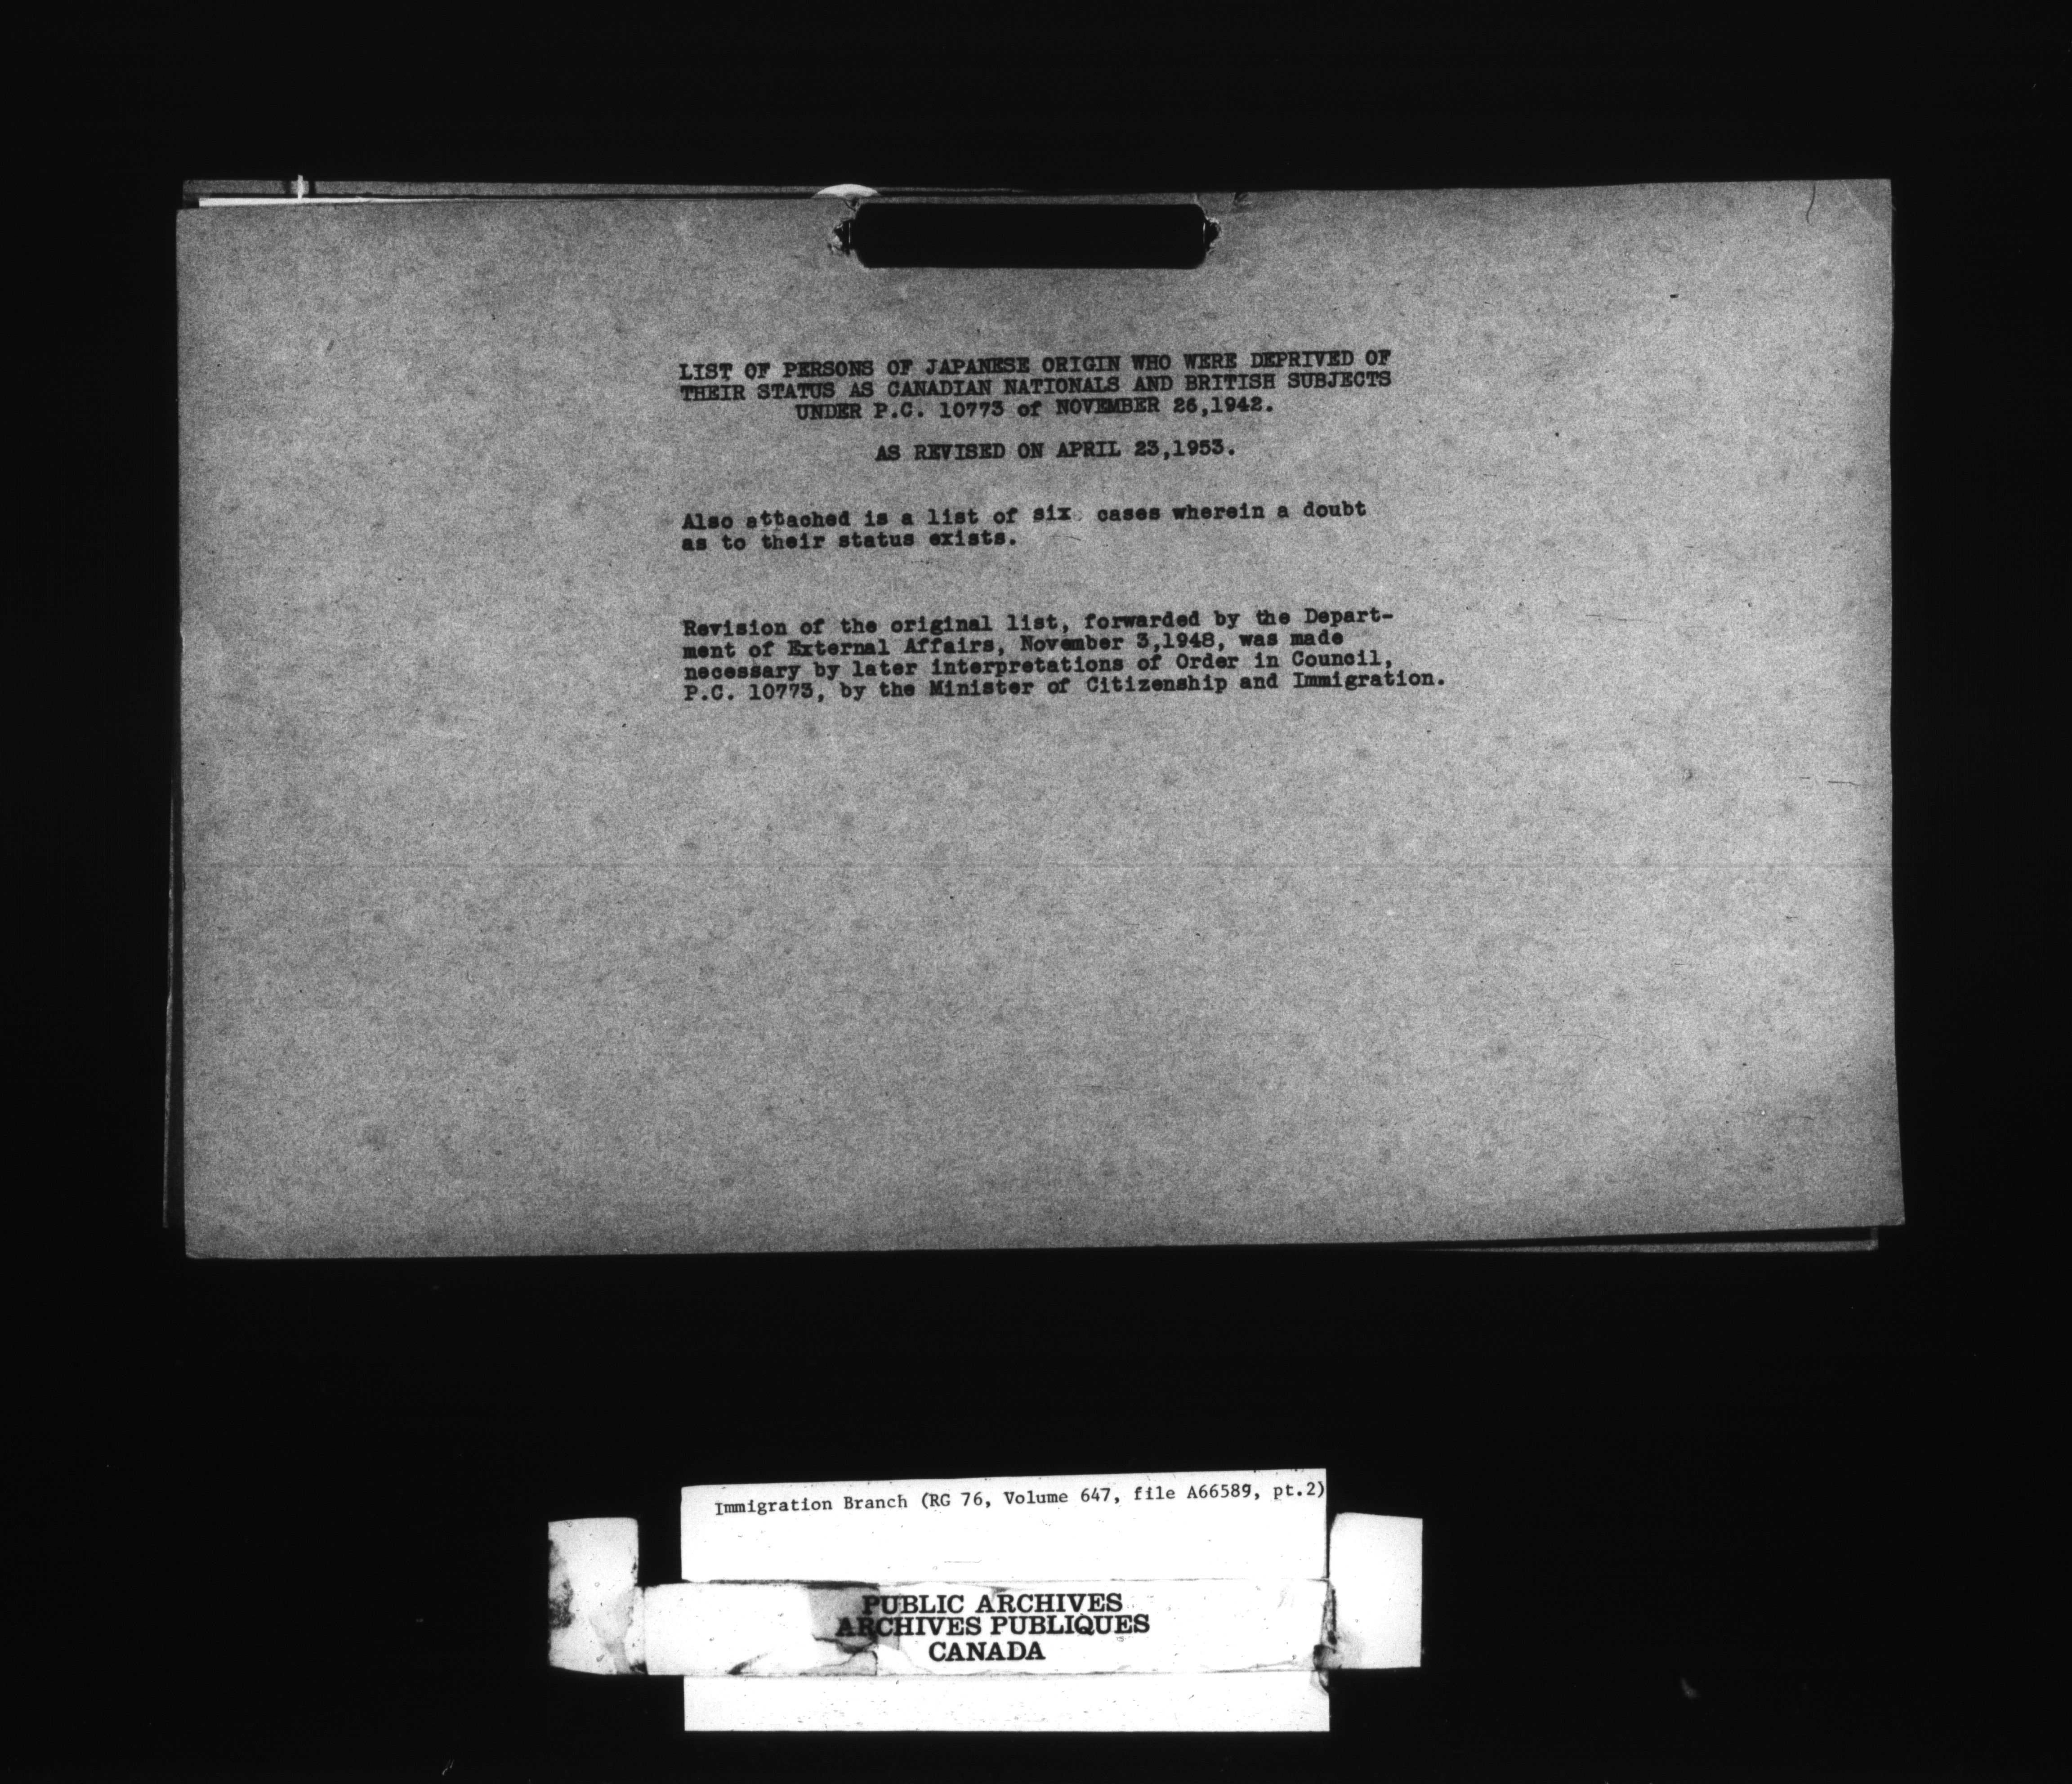 LIST OF PERSONS OF JAPANESE ORIGIN WHO WERE DEPRIVED OF
THEIR STATUS AS CANADIAN NATIONALS AND BRITISH SUBJECTS
UNDER P.C. 10773 of NOVEMBER 26,1942.
AS REVISED ON APRIL 23,1953.
Also attached is a list of six cases wherein a doubt
as to their status exists.
Revision of the original list, forwarded by the Depart-
ment of External Affairs, November 3,1948, was made
necessary by later interpretations of Order in Council,
P.C. 10773, by the Minister of Citizenship and Immigration.
Immigration Branch (RG 76, Volume 647, file A66589, pt.2)
PUBLIC ARCHIVES
ARCHIVES PUBLIQUES
CANADA